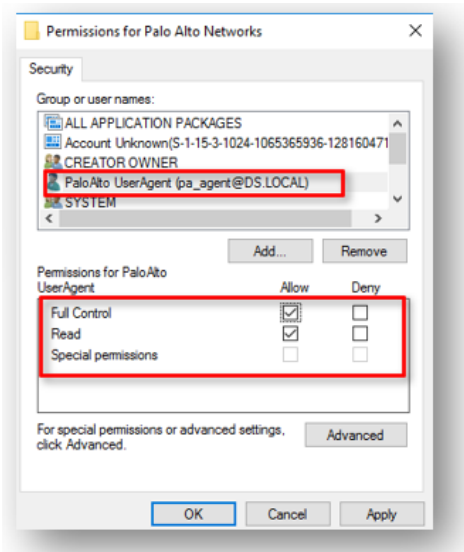 Permissions for Palo Alto Networks
Security
Group or user names:
ALL APPLICATION PACKAGES
Account Unknown(S-1-15-3-1024-1065365936-128160471
CREATOR OWNER
PaloAlto UserAgent (pa_agent@DS.LOCAL)
SYSTEM
Add... Remove
Permissions for PaloAlto
UserAgent Allow Deny
Full Control
Read
Special permissions
For special permissions or advanced settings,
click Advanced.
Advanced
OK Cancel Apply